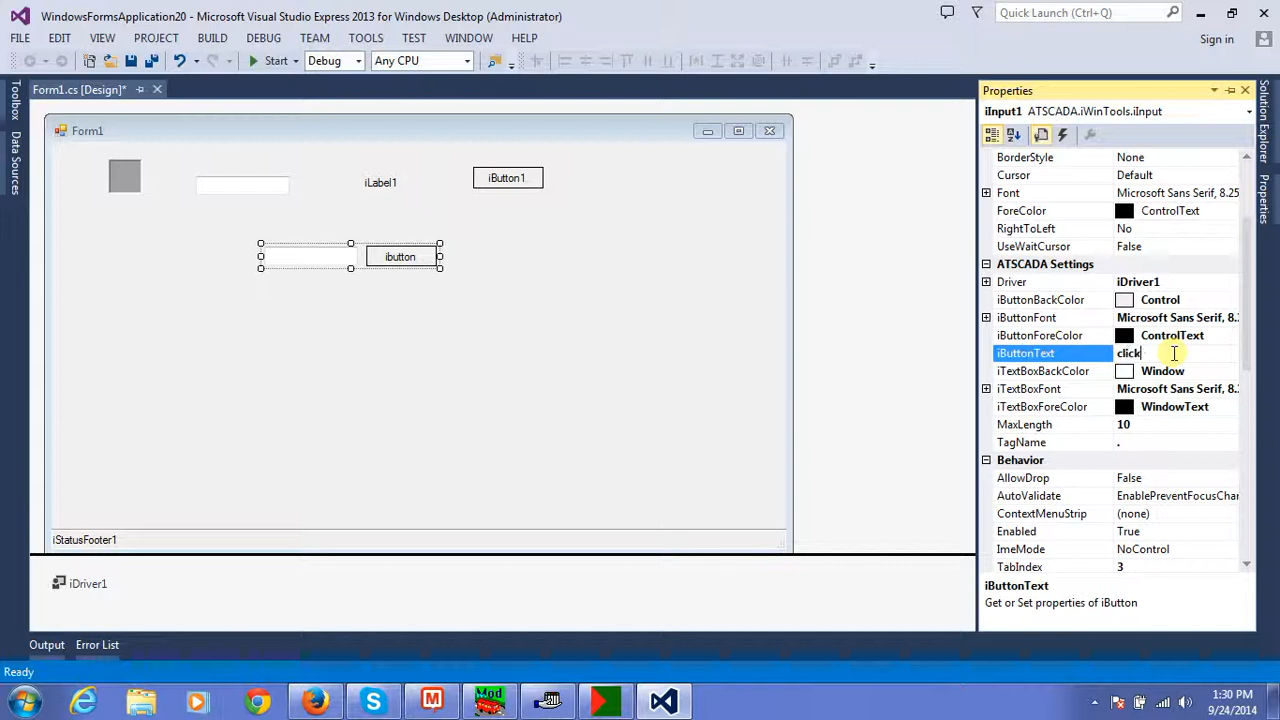 WindowsFormsApplication20 - Microsoft Visual Studio Express 2013 for Windows Desktop (Administrator)
Quick Launch (Ctrl+Q)
FILE EDIT VIEW PROJECT BUILD DEBUG TEAM TOOLS TEST WINDOW HELP
Sign in
Start Debug Any CPU
Form1.cs [Design]*
Toolbox
Data Sources
Form1
iLabel1
iButton1
ibutton
iStatusFooter1
iDriver1
Properties
iInput1 ATSCADA.iWinTools.iInput
BorderStyle None
Cursor Default
Font Microsoft Sans Serif, 8.25
ForeColor ControlText
RightToLeft No
UseWaitCursor False
ATSCADA Settings
Driver iDriver1
iButtonBackColor Control
iButtonFont Microsoft Sans Serif, 8.
iButtonForeColor ControlText
iButtonText click
iTextBoxBackColor Window
iTextBoxFont Microsoft Sans Serif, 8.
iTextBoxForeColor WindowText
MaxLength 10
TagName .
Behavior
AllowDrop False
AutoValidate EnablePreventFocusChar
ContextMenuStrip (none)
Enabled True
ImeMode NoControl
TabIndex 3
iButtonText
Get or Set properties of iButton
Solution Explorer
Properties
Output Error List
Ready
Mod
1:30 PM
9/24/2014